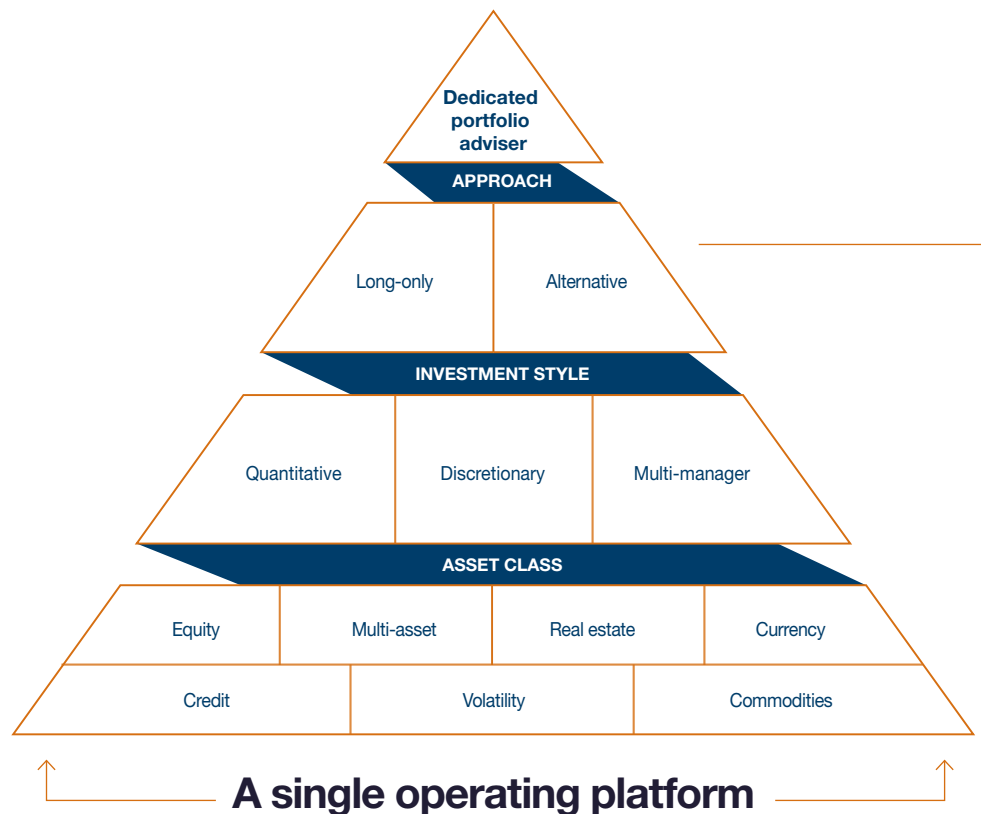 Dedicated
portfolio
adviser
APPROACH
Long-only
Alternative
INVESTMENT STYLE
Quantitative
Discretionary
Multi-manager
ASSET CLASS
Equity
Multi-asset
Real estate
Currency
Credit
Volatility
Commodities
A single operating platform